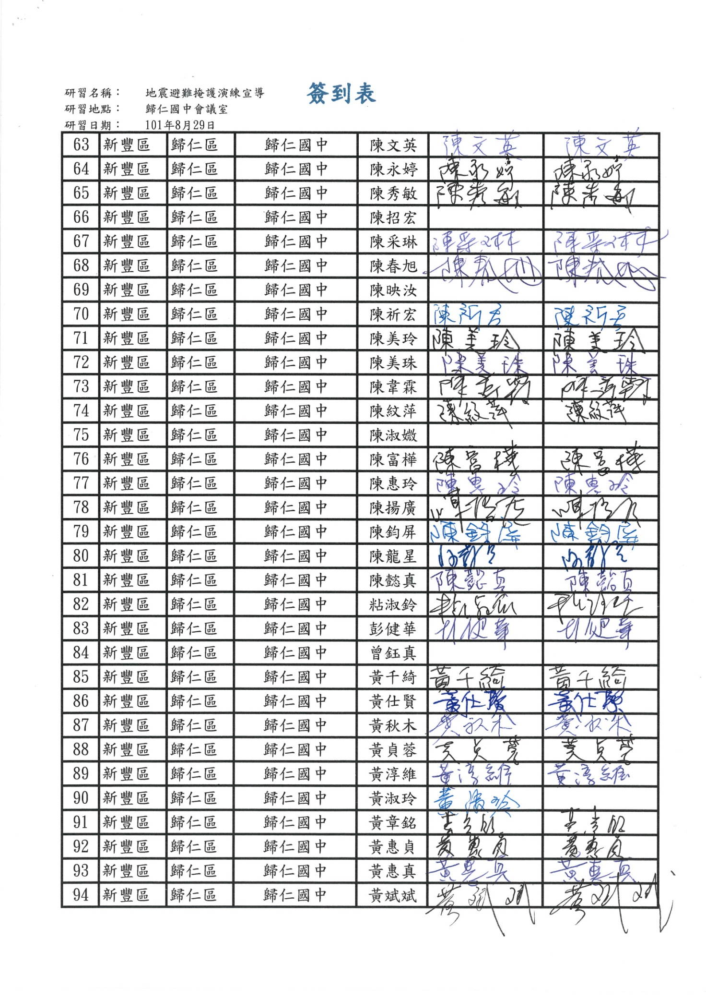 簽到表
研習名稱： 地震避難掩護演練宣導
研習地點： 歸仁國中會議室
研習日期： 101年8月29日
63 新豐區 歸仁區 歸仁國中 陳文英 陳文英 陳文英
64 新豐區 歸仁區 歸仁國中 陳永婷 陳永婷 陳永婷
65 新豐區 歸仁區 歸仁國中 陳秀敏 陳秀敏 陳秀敏
66 新豐區 歸仁區 歸仁國中 陳招宏
67 新豐區 歸仁區 歸仁國中 陳采琳 陳采琳 陳采琳
68 新豐區 歸仁區 歸仁國中 陳春旭 陳春旭 陳春旭
69 新豐區 歸仁區 歸仁國中 陳映汝
70 新豐區 歸仁區 歸仁國中 陳祈宏 陳祈宏 陳祈宏
71 新豐區 歸仁區 歸仁國中 陳美玲 陳美玲 陳美玲
72 新豐區 歸仁區 歸仁國中 陳美珠 陳美珠 陳美珠
73 新豐區 歸仁區 歸仁國中 陳韋霖 陳韋霖 陳韋霖
74 新豐區 歸仁區 歸仁國中 陳紋萍 陳紋萍 陳紋萍
75 新豐區 歸仁區 歸仁國中 陳淑媺
76 新豐區 歸仁區 歸仁國中 陳富樺 陳富樺 陳富樺
77 新豐區 歸仁區 歸仁國中 陳惠玲 陳惠玲 陳惠玲
78 新豐區 歸仁區 歸仁國中 陳揚廣 陳揚廣 陳揚廣
79 新豐區 歸仁區 歸仁國中 陳鈞屏 陳鈞屏 陳鈞屏
80 新豐區 歸仁區 歸仁國中 陳龍星
81 新豐區 歸仁區 歸仁國中 陳懿真 陳懿真 陳懿真
82 新豐區 歸仁區 歸仁國中 粘淑鈴 粘淑鈴 粘淑鈴
83 新豐區 歸仁區 歸仁國中 彭健華 彭健華 彭健華
84 新豐區 歸仁區 歸仁國中 曾鈺真
85 新豐區 歸仁區 歸仁國中 黃千綺 黃千綺 黃千綺
86 新豐區 歸仁區 歸仁國中 黃仕賢 黃仕賢 黃仕賢
87 新豐區 歸仁區 歸仁國中 黃秋木 黃秋木 黃秋木
88 新豐區 歸仁區 歸仁國中 黃貞蓉 黃貞蓉 黃貞蓉
89 新豐區 歸仁區 歸仁國中 黃淳維 黃淳維 黃淳維
90 新豐區 歸仁區 歸仁國中 黃淑玲 黃淑玲
91 新豐區 歸仁區 歸仁國中 黃章銘 黃章銘 黃章銘
92 新豐區 歸仁區 歸仁國中 黃惠貞 黃惠貞 黃惠貞
93 新豐區 歸仁區 歸仁國中 黃惠真 黃惠真 黃惠真
94 新豐區 歸仁區 歸仁國中 黃斌斌 黃斌斌 黃斌斌